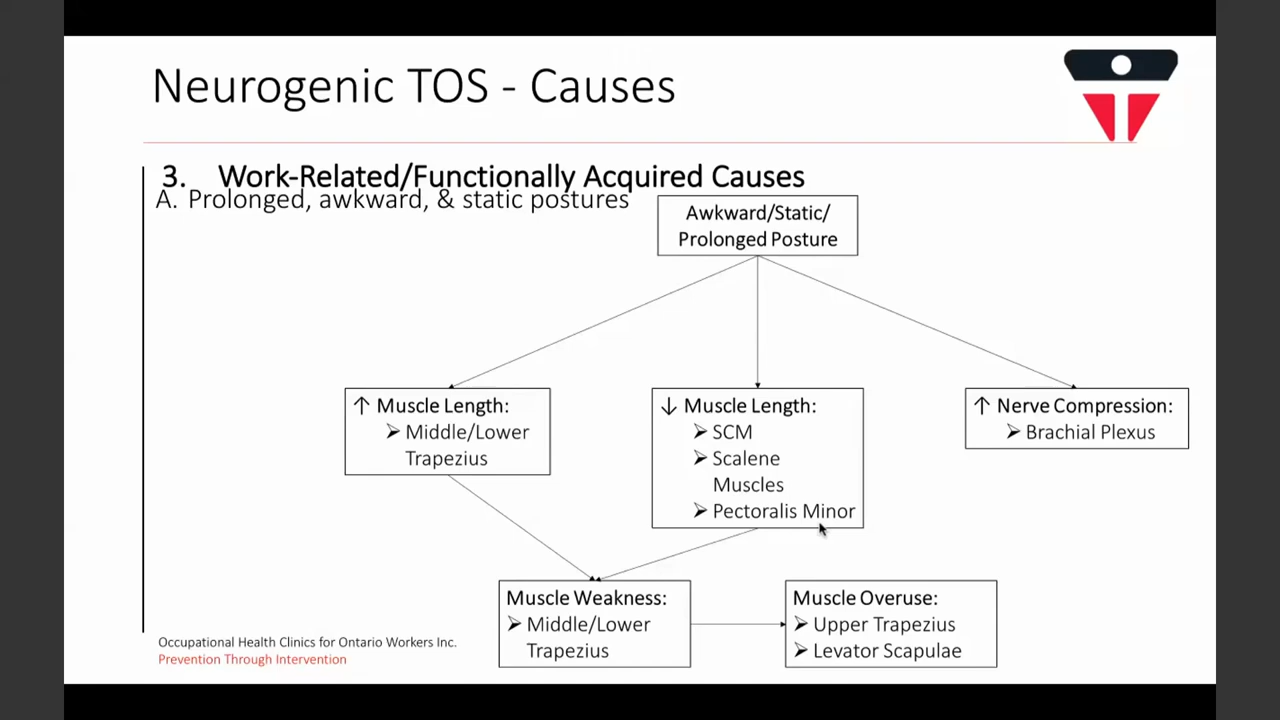 Neurogenic TOS - Causes
3. Work-Related/Functionally Acquired Causes
A. Prolonged, awkward, & static postures
Awkward/Static/
Prolonged Posture
↑ Muscle Length:
➢ Middle/Lower
Trapezius
↓ Muscle Length:
➢ SCM
➢ Scalene
Muscles
➢ Pectoralis Minor
↑ Nerve Compression:
➢ Brachial Plexus
Muscle Weakness:
➢ Middle/Lower
Trapezius
Muscle Overuse:
➢ Upper Trapezius
➢ Levator Scapulae
Occupational Health Clinics for Ontario Workers Inc.
Prevention Through Intervention